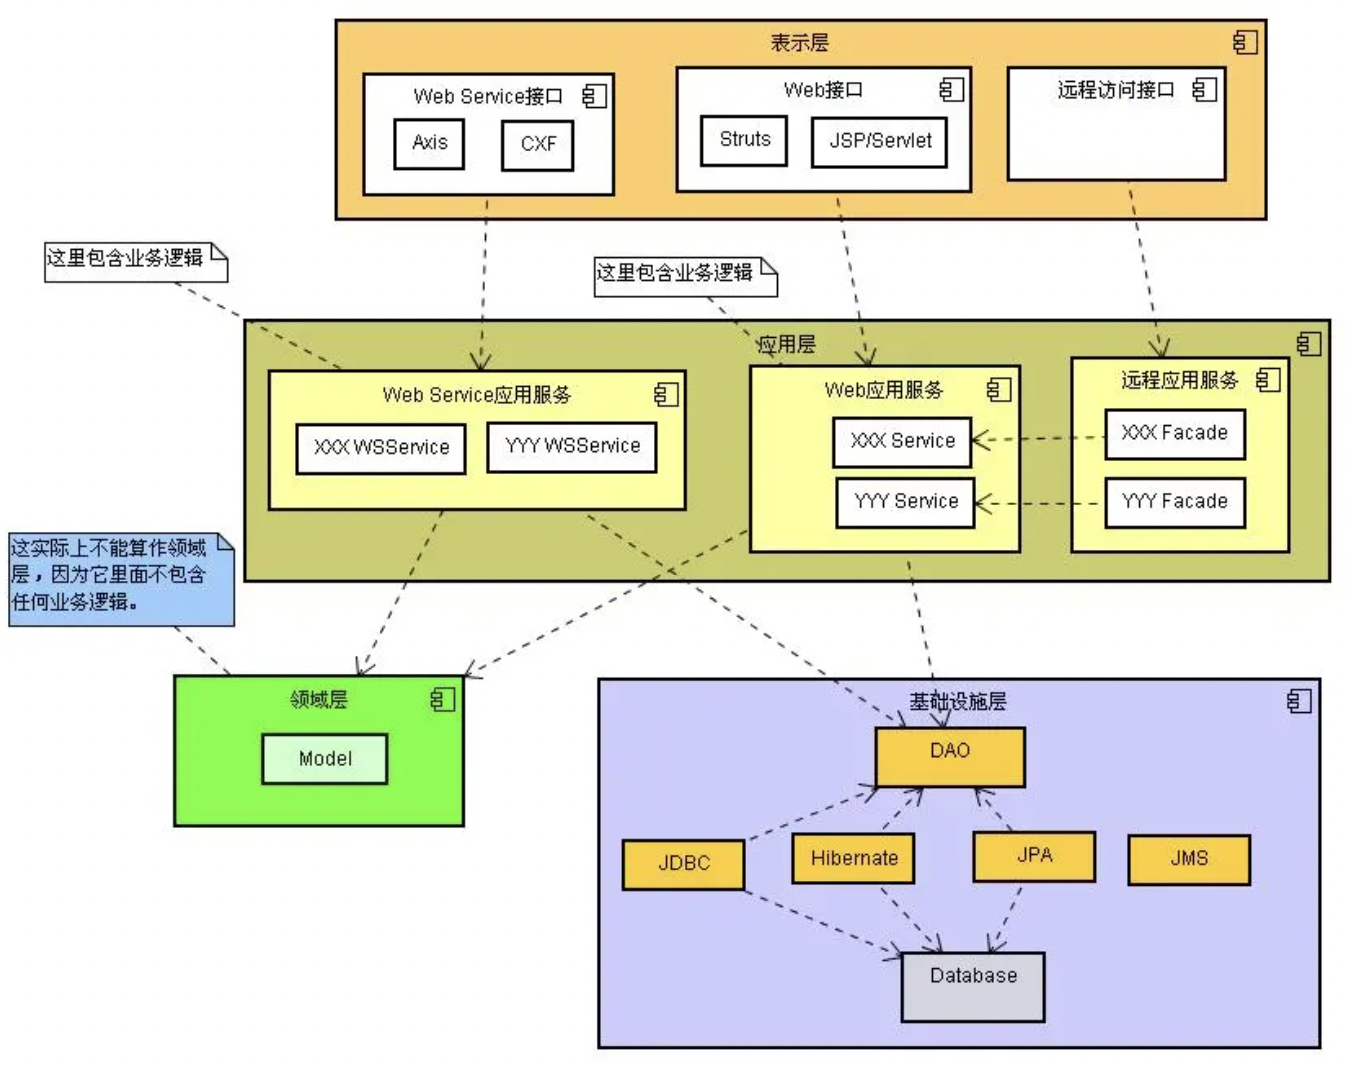 表示层
Web Service接口
Axis
CXF
Web接口
Struts
JSP/Servlet
远程访问接口
这里包含业务逻辑
这里包含业务逻辑
应用层
Web Service应用服务
XXX WSService
YYY WSService
Web应用服务
XXX Service
YYY Service
远程应用服务
XXX Facade
YYY Facade
这实际上不能算作领域
层，因为它里面不包含
任何业务逻辑。
领域层
Model
基础设施层
DAO
JDBC
Hibernate
JPA
JMS
Database